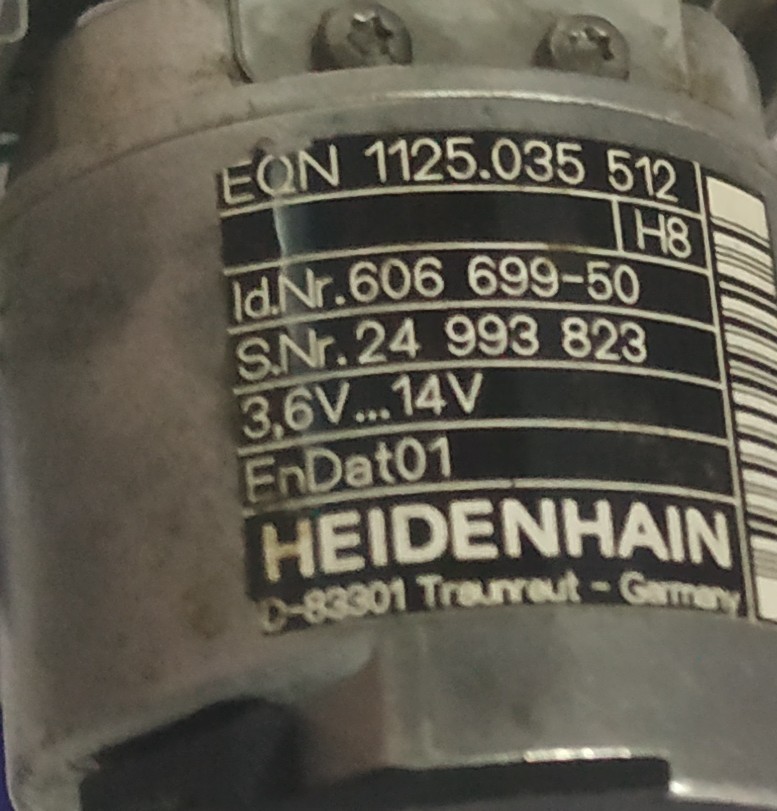 EQN 1125.035 512
H8
Id.Nr.606 699-50
S.Nr.24 993 823
3,6V...14V
EnDat01
HEIDENHAIN
D-83301 Traunreut - Germany